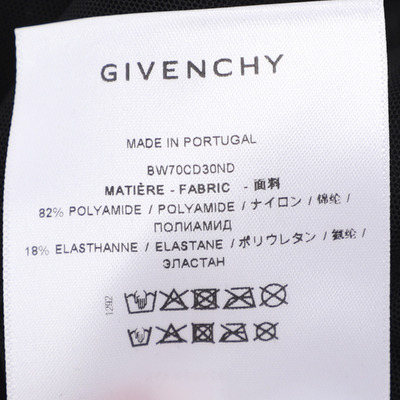 GIVENCHY
MADE IN PORTUGAL
BW70CD30ND
MATIÈRE - FABRIC - 面料
82% POLYAMIDE / POLYAMIDE / ナイロン / 锦纶 /
ПОЛИАМИД
18% ELASTHANNE / ELASTANE / ポリウレタン / 氨纶 /
ЭЛАСТАН
1292